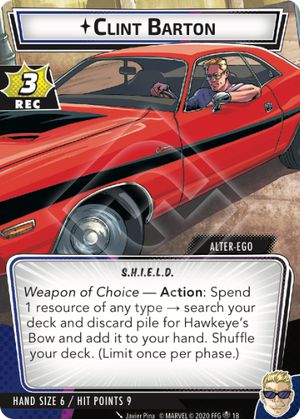 CLINT BARTON
3
REC
ALTER-EGO
S.H.I.E.L.D.
Weapon of Choice — Action: Spend
1 resource of any type → search your
deck and discard pile for Hawkeye's
Bow and add it to your hand. Shuffle
your deck. (Limit once per phase.)
HAND SIZE 6 / HIT POINTS 9
Javier Pina © MARVEL © 2020 FFG 1B